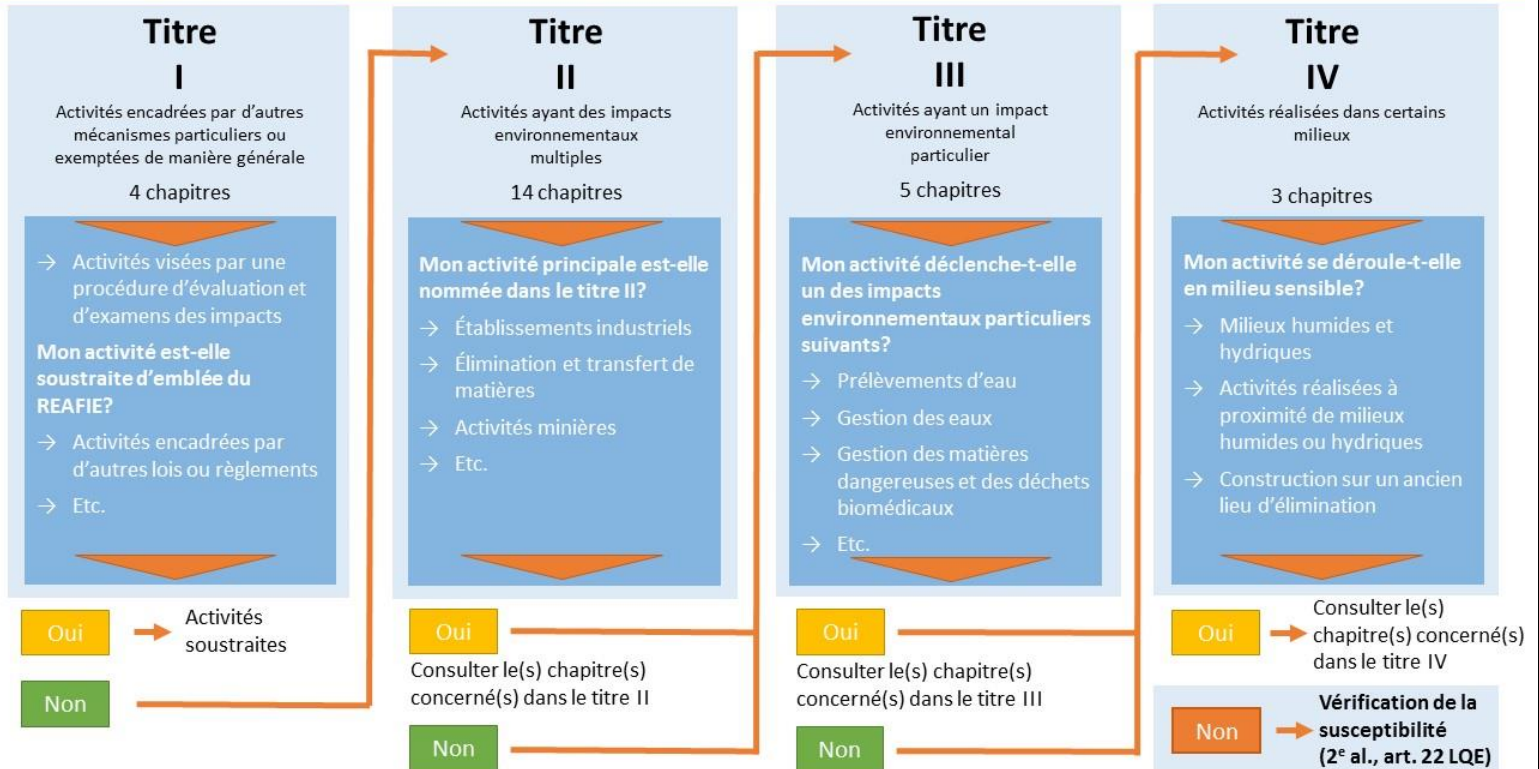 Titre
I
Activités encadrées par d'autres
mécanismes particuliers ou
exemptées de manière générale
4 chapitres
→ Activités visées par une
procédure d'évaluation et
d'examens des impacts
Mon activité est-elle
soustraite d'emblée du
REAFIE?
→ Activités encadrées par
d'autres lois ou règlements
→ Etc.
Oui
Activités
soustraites
Non
Titre
II
Activités ayant des impacts
environnementaux
multiples
14 chapitres
Mon activité principale est-elle
nommée dans le titre II?
→ Établissements industriels
→ Élimination et transfert de
matières
→ Activités minières
→ Etc.
Oui
Consulter le(s) chapitre(s)
concerné(s) dans le titre II
Non
Titre
III
Activités ayant un impact
environnemental
particulier
5 chapitres
Mon activité déclenche-t-elle
un des impacts
environnementaux particuliers
suivants?
→ Prélèvements d'eau
→ Gestion des eaux
→ Gestion des matières
dangereuses et des déchets
biomédicaux
→ Etc.
Oui
Consulter le(s) chapitre(s)
concerné(s) dans le titre III
Non
Titre
IV
Activités réalisées dans certains
milieux
3 chapitres
Mon activité se déroule-t-elle
en milieu sensible?
→ Milieux humides et
hydriques
→ Activités réalisées à
proximité de milieux
humides ou hydriques
→ Construction sur un ancien
lieu d'élimination
Oui
Consulter le(s)
chapitre(s) concerné(s)
dans le titre IV
Non
Vérification de la
susceptibilité
(2e al., art. 22 LQE)